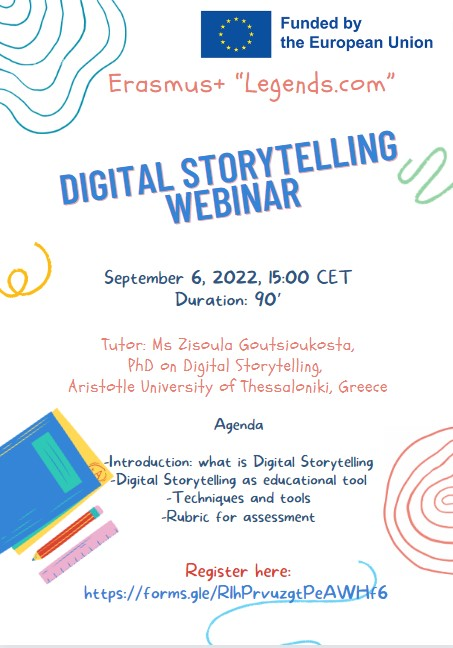 Funded by
the European Union
Erasmus+ "Legends.com"
DIGITAL STORYTELLING
WEBINAR
September 6, 2022, 15:00 CET
Duration: 90'
Tutor: Ms Zisoula Goutsioukosta,
PhD on Digital Storytelling,
Aristotle University of Thessaloniki, Greece
Agenda
-Introduction: what is Digital Storytelling
-Digital Storytelling as educational tool
-Techniques and tools
-Rubric for assessment
Register here:
https://forms.gle/RlhPrvuzgtPeAWHf6